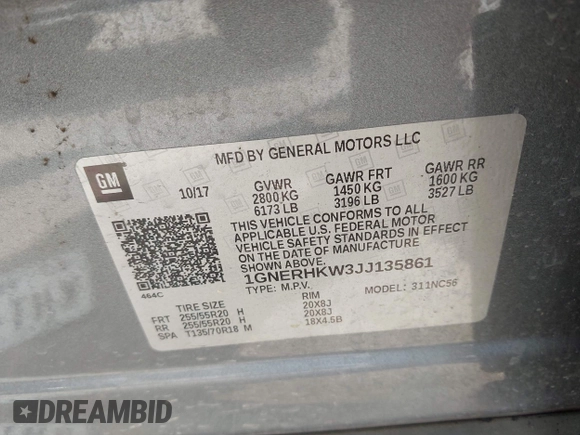 MFD BY GENERAL MOTORS LLC
GM
10/17
GVWR GAWR FRT GAWR RR
2800 KG 1450 KG 1600 KG
6173 LB 3196 LB 3527 LB
THIS VEHICLE CONFORMS TO ALL
APPLICABLE U.S. FEDERAL MOTOR
VEHICLE SAFETY STANDARDS IN EFFECT
ON THE DATE OF MANUFACTURE.
1GNERHKW3JJ135861
TYPE: M.P.V. MODEL: 311NC56
464C
TIRE SIZE RIM
FRT 255/55R20 H 20X8J
RR 255/55R20 H 20X8J
SPA T135/70R18 M 18X4.5B
DREAMBID